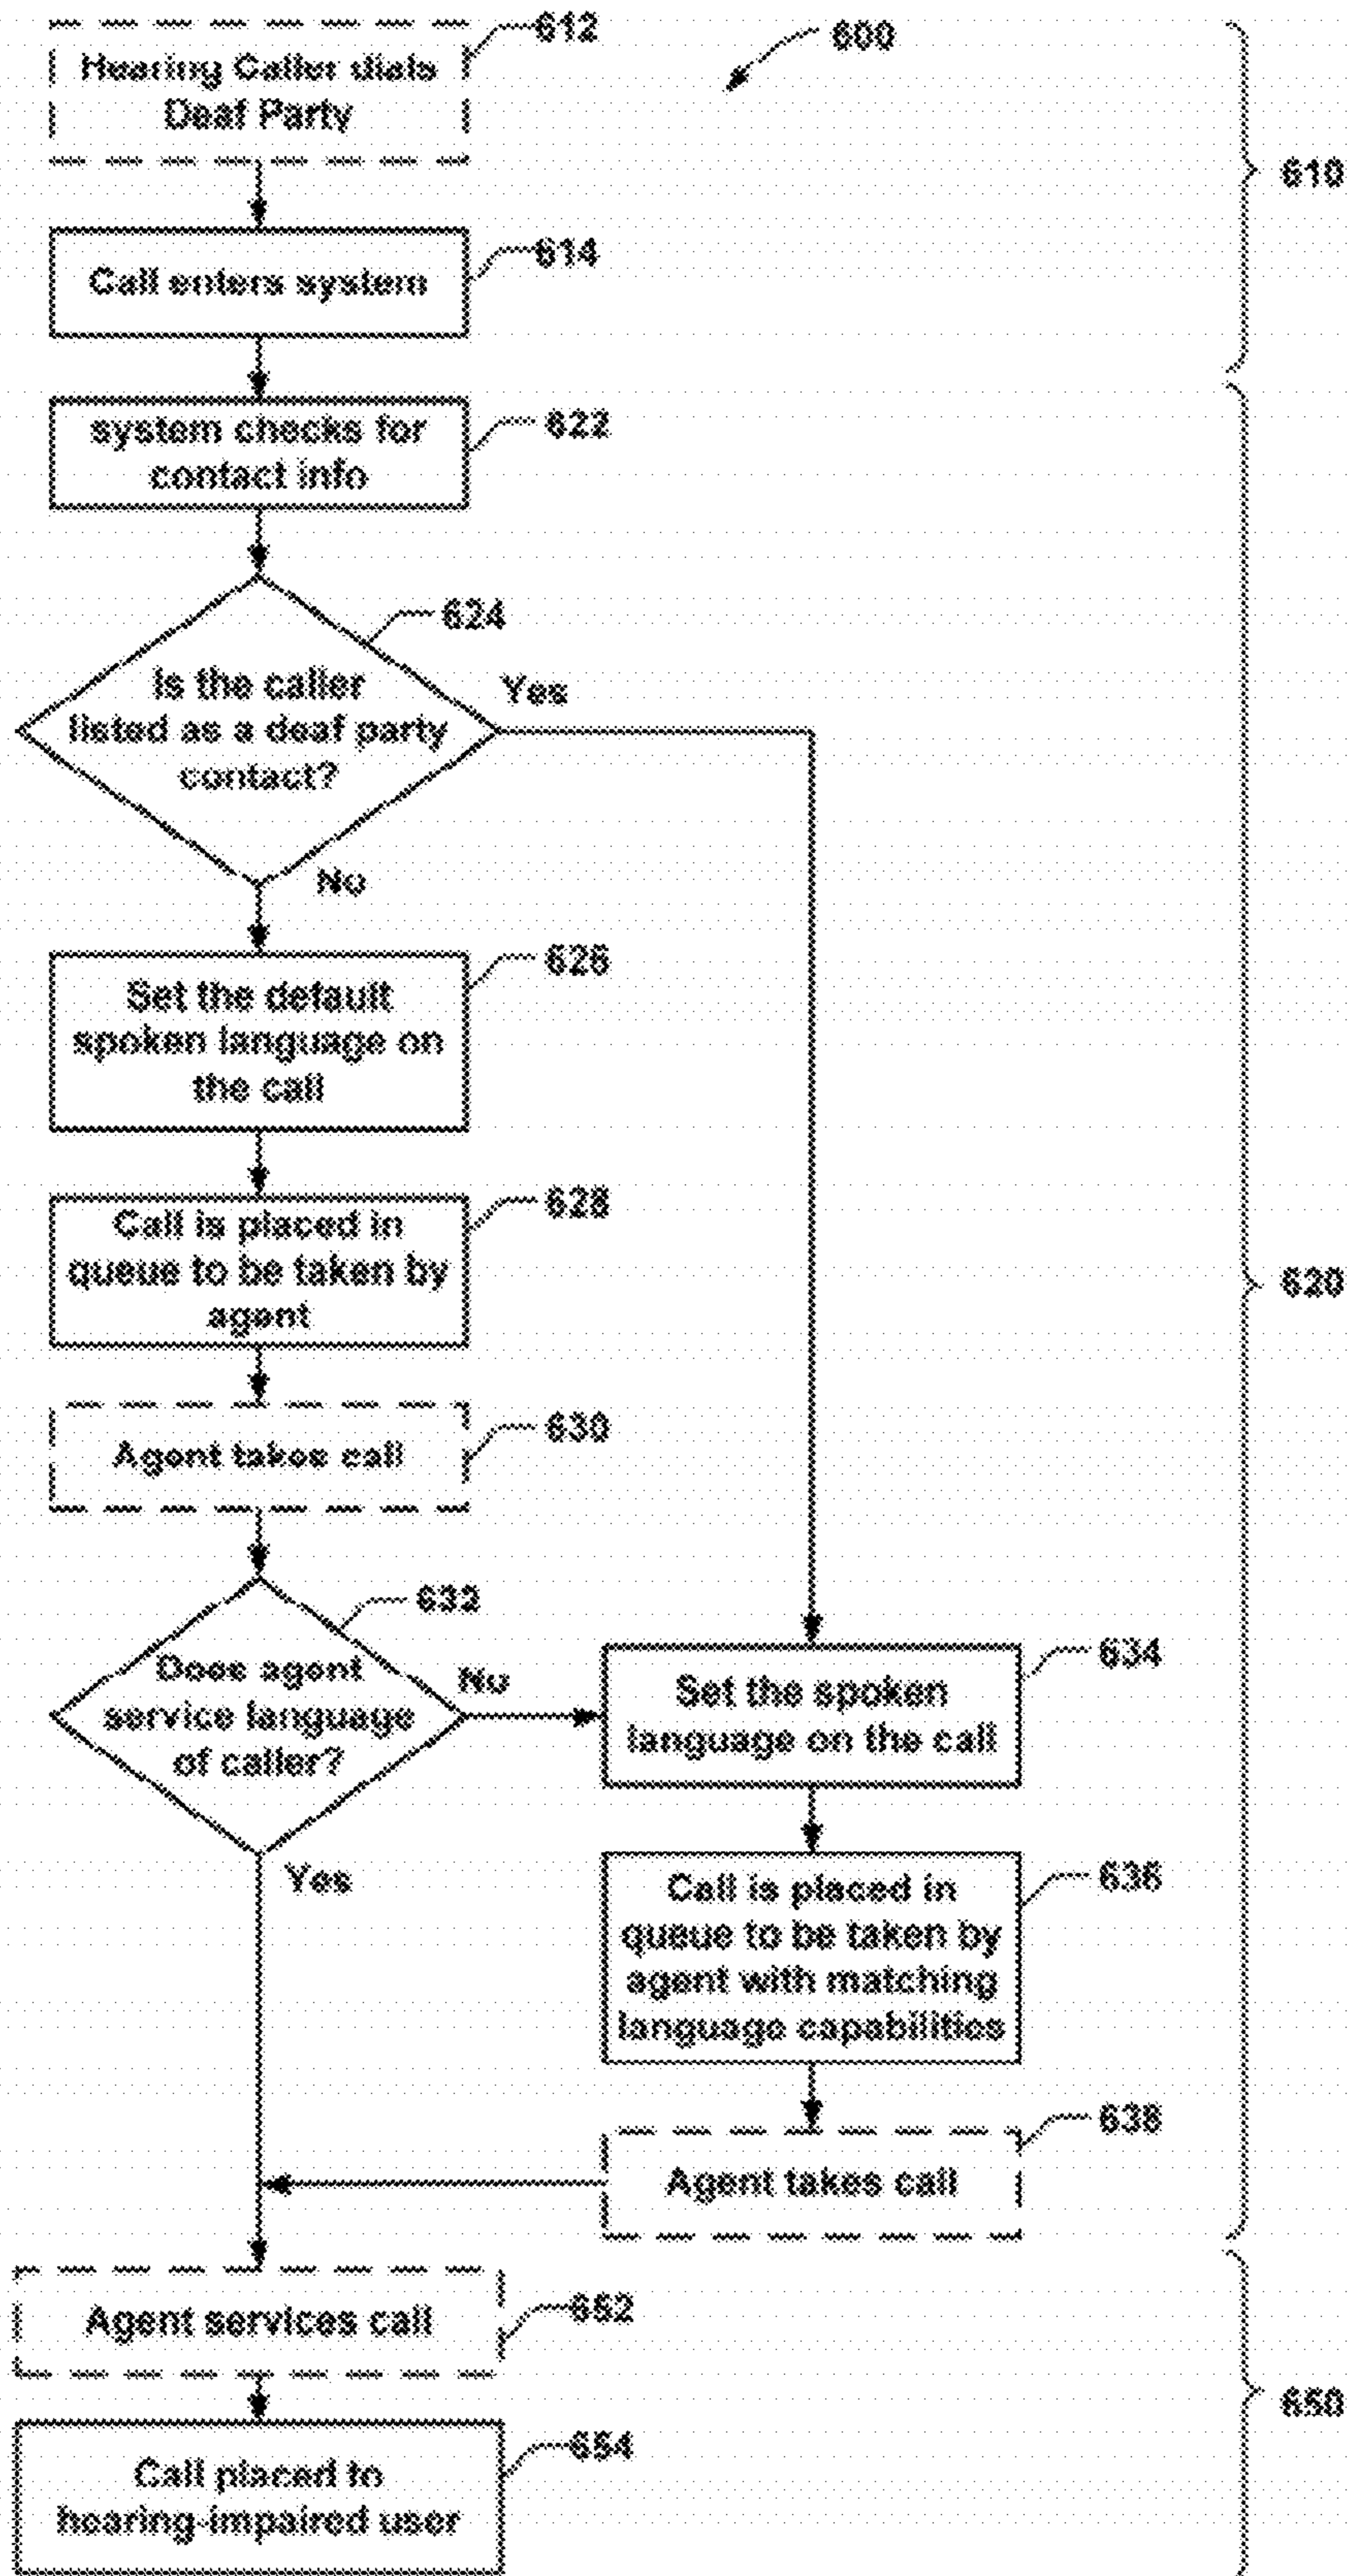 612
600
Hearing Caller dials
Deaf Party
610
614
Call enters system
622
system checks for
contact info
624
Is the caller
listed as a deaf party
contact?
Yes
No
626
Set the default
spoken language on
the call
628
Call is placed in
queue to be taken by
agent
620
630
Agent takes call
632
Does agent
service language
of caller?
No
Yes
634
Set the spoken
language on the call
636
Call is placed in
queue to be taken by
agent with matching
language capabilities
638
Agent takes call
652
Agent services call
650
654
Call placed to
hearing-impaired user